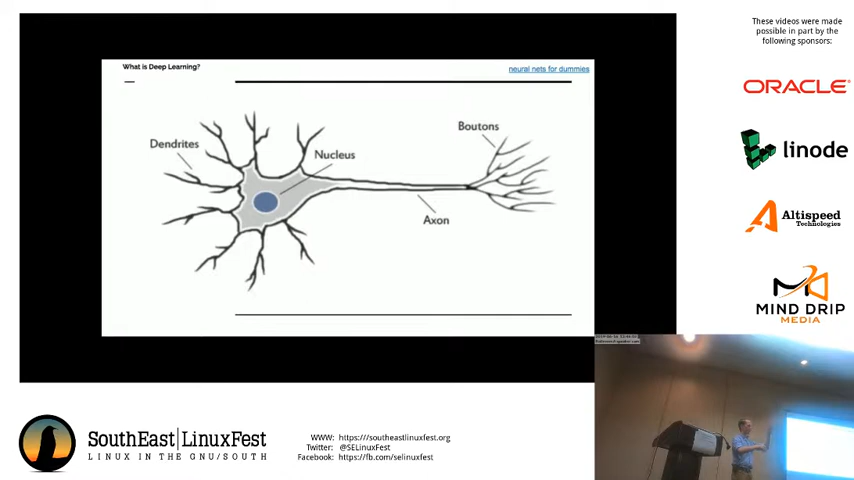 These videos were made
possible in part by the
following sponsors:
What is Deep Learning?
neural nets for dummies
ORACLE
Boutons
Dendrites
Nucleus
linode
Axon
Altispeed
Technologies
MIND DRIP
MEDIA
SouthEast|LinuxFest
LINUX IN THE GNU/SOUTH
WWW: https:///southeastlinuxfest.org
Twitter: @SELinuxFest
Facebook: https://fb.com/selinuxfest